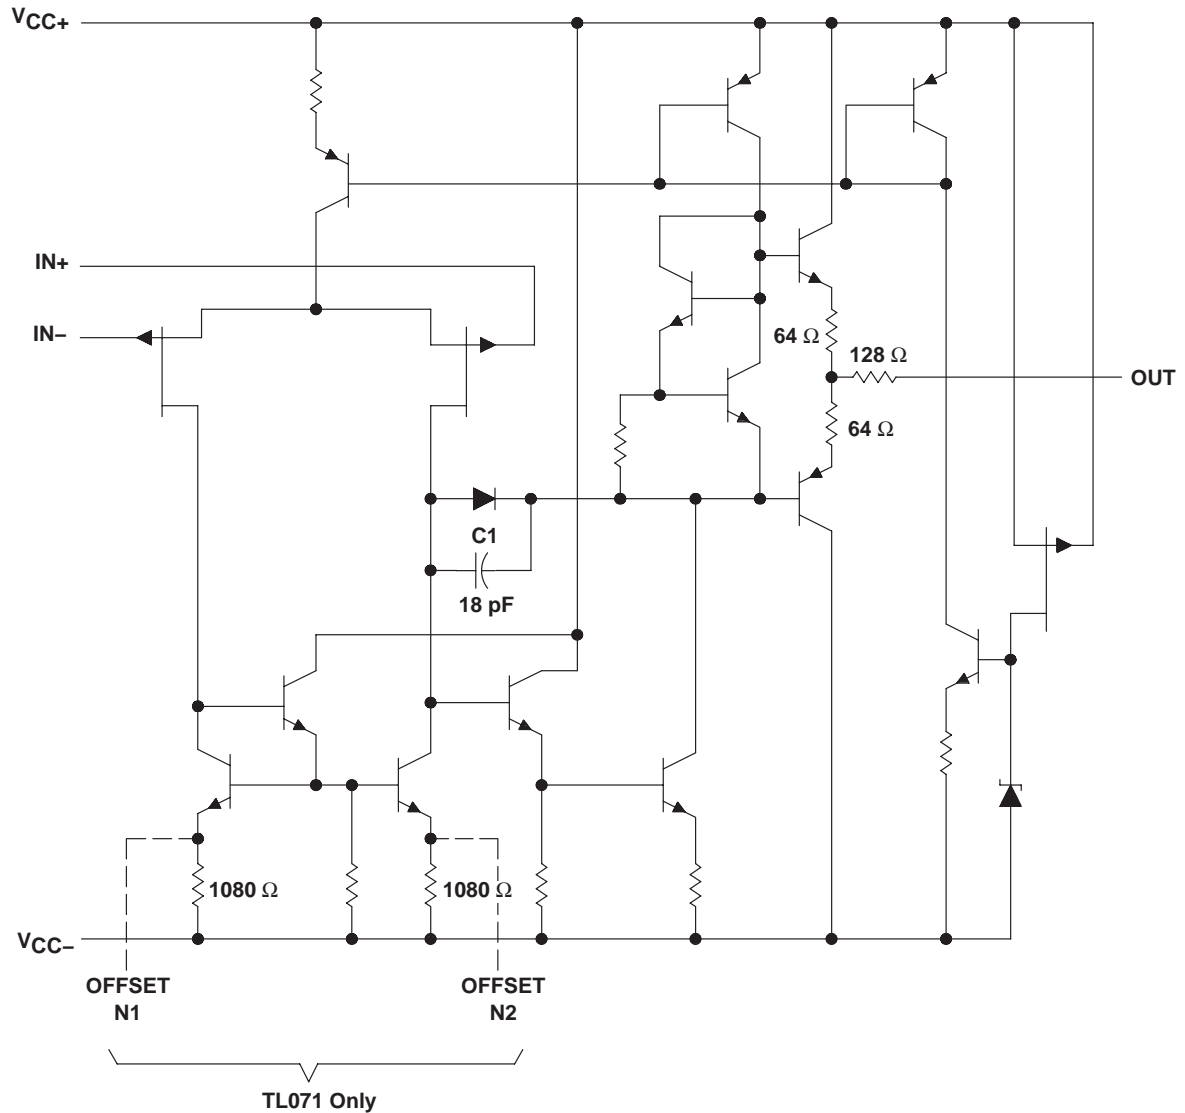 VCC+
IN+
IN−
64 Ω
128 Ω
OUT
64 Ω
C1
18 pF
1080 Ω
1080 Ω
VCC−
OFFSET
N1
OFFSET
N2
TL071 Only